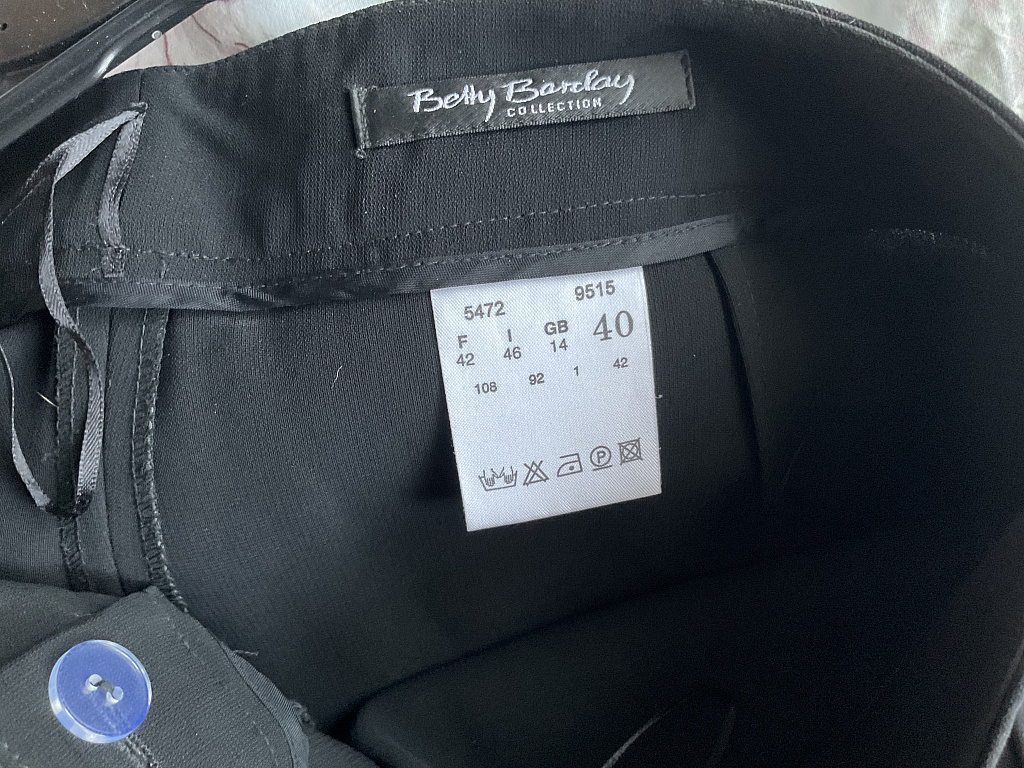 Betty Barclay
COLLECTION
5472 9515
F I GB 40
42 46 14
108 92 1 42
P